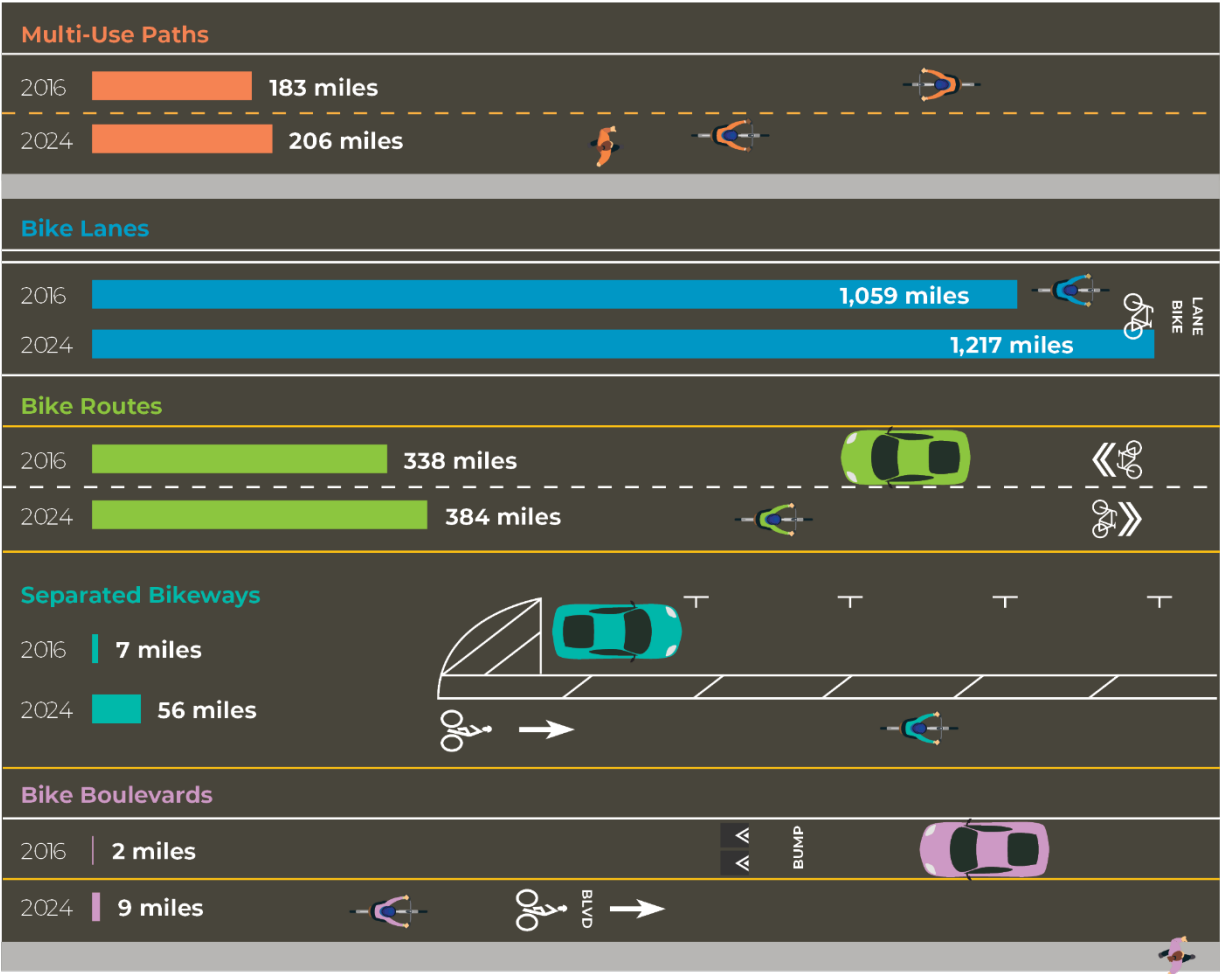 Multi-Use Paths
2016 183 miles
2024 206 miles
Bike Lanes
2016 1,059 miles
LANE
BIKE
2024 1,217 miles
Bike Routes
2016 338 miles
2024 384 miles
Separated Bikeways
2016 7 miles
2024 56 miles
Bike Boulevards
2016 2 miles
BUMP
2024 9 miles
BLVD